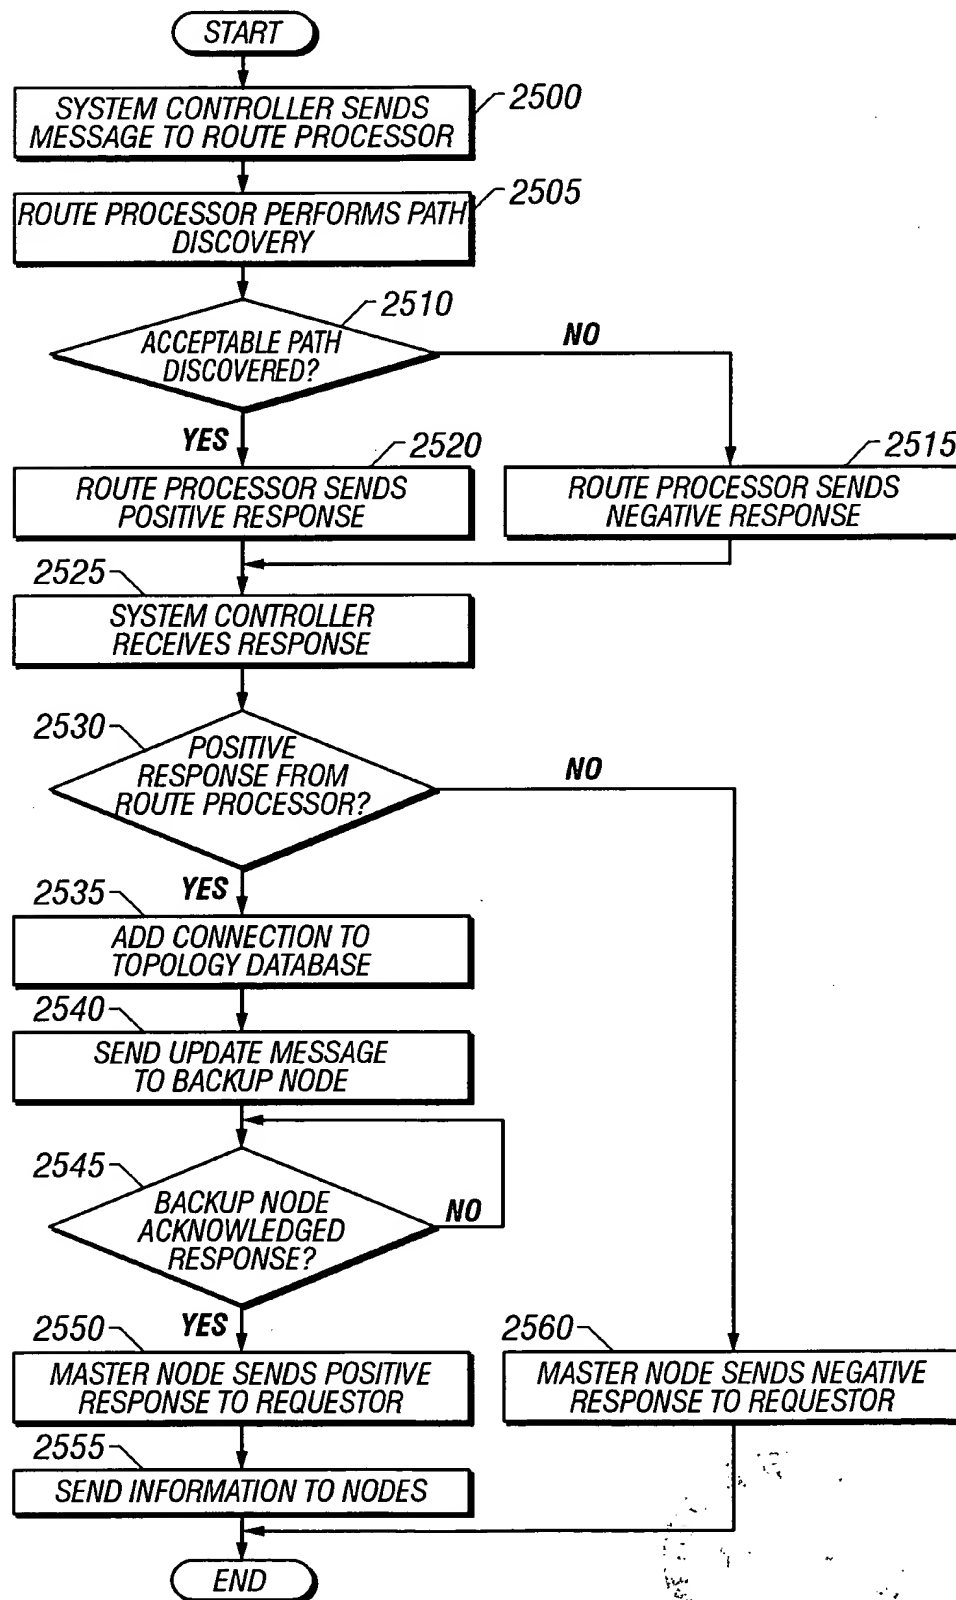 START
SYSTEM CONTROLLER SENDS
MESSAGE TO ROUTE PROCESSOR
2500
ROUTE PROCESSOR PERFORMS PATH
DISCOVERY
2505
2510
ACCEPTABLE PATH
DISCOVERED?
NO
YES
2520
ROUTE PROCESSOR SENDS
POSITIVE RESPONSE
2515
ROUTE PROCESSOR SENDS
NEGATIVE RESPONSE
2525
SYSTEM CONTROLLER
RECEIVES RESPONSE
2530
POSITIVE
RESPONSE FROM
ROUTE PROCESSOR?
NO
YES
2535
ADD CONNECTION TO
TOPOLOGY DATABASE
2540
SEND UPDATE MESSAGE
TO BACKUP NODE
2545
BACKUP NODE
ACKNOWLEDGED
RESPONSE?
NO
YES
2550
MASTER NODE SENDS POSITIVE
RESPONSE TO REQUESTOR
2560
MASTER NODE SENDS NEGATIVE
RESPONSE TO REQUESTOR
2555
SEND INFORMATION TO NODES
END